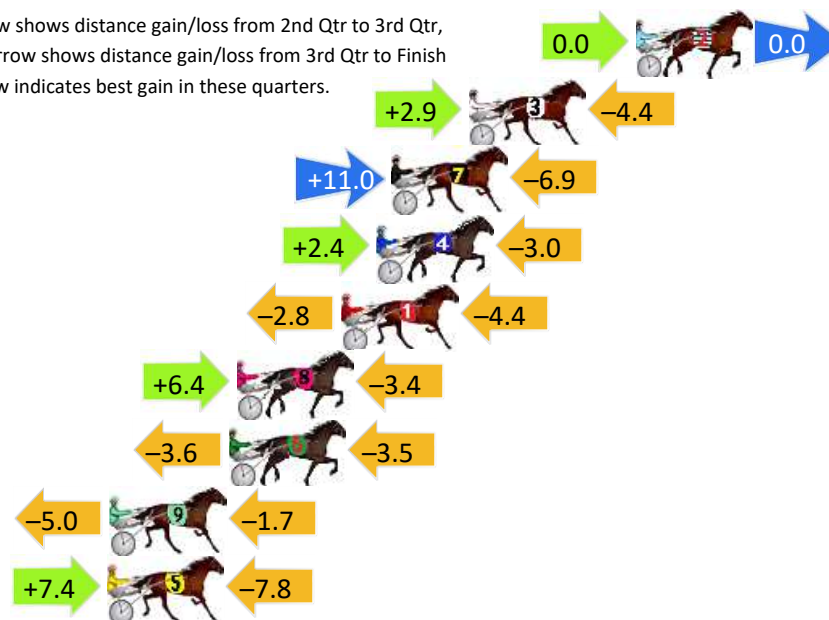 w shows distance gain/loss from 2nd Qtr to 3rd Qtr,
rrow shows distance gain/loss from 3rd Qtr to Finish
w indicates best gain in these quarters.
0.0 2 0.0
+2.9 3 –4.4
+11.0 7 –6.9
+2.4 4 –3.0
–2.8 1 –4.4
+6.4 8 –3.4
–3.6 –3.5
–5.0 9 –1.7
+7.4 5 –7.8